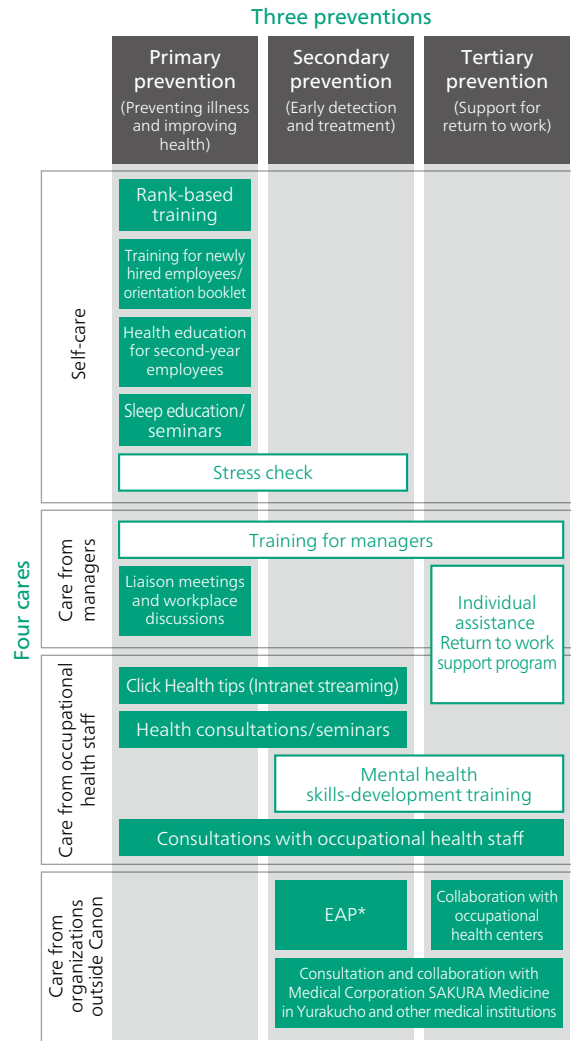 Three preventions
Primary
prevention
(Preventing illness
and improving
health)
Secondary
prevention
(Early detection
and treatment)
Tertiary
prevention
(Support for
return to work)
Four cares
Self-care
Rank-based
training
Training for newly
hired employees/
orientation booklet
Health education
for second-year
employees
Sleep education/
seminars
Stress check
Care from
managers
Training for managers
Liaison meetings
and workplace
discussions
Individual
assistance
Return to work
support program
Care from occupational
health staff
Click Health tips (Intranet streaming)
Health consultations/seminars
Mental health
skills-development training
Consultations with occupational health staff
Care from
organizations
outside Canon
EAP*
Collaboration with
occupational
health centers
Consultation and collaboration with
Medical Corporation SAKURA Medicine
in Yurakucho and other medical institutions